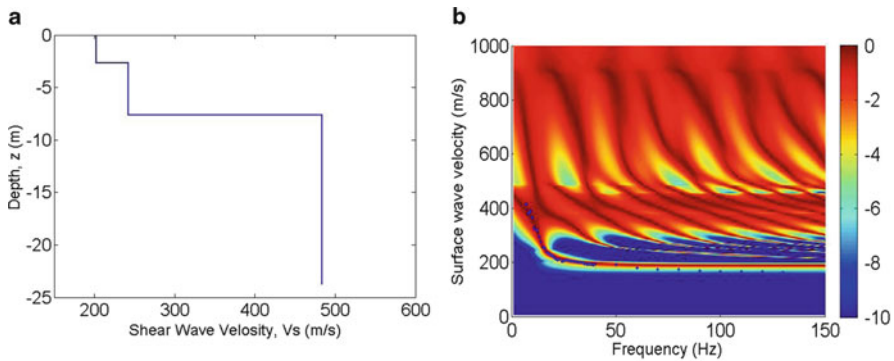 a
0
-5
-10
-15
-20
-25
200 300 400 500 600
Depth, z (m)
Shear Wave Velosity, Vs (m/s)
b
1000
800
600
400
200
0
0 50 100 150
Surface wave velocity (m/s)
Frequency (Hz)
0
-2
-4
-6
-8
-10